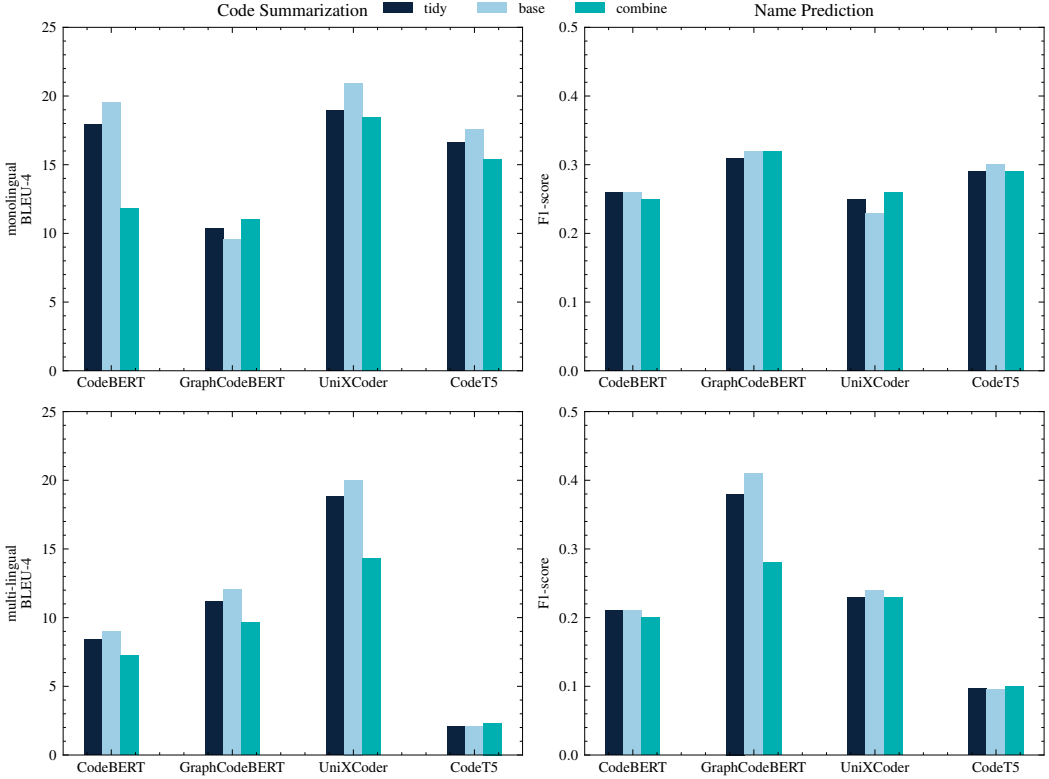 Code Summarization tidy base combine Name Prediction
25
20
15
10
5
0
monolingual
BLEU-4
CodeBERT GraphCodeBERT UniXCoder CodeT5
0.5
0.4
0.3
0.2
0.1
0.0
F1-score
CodeBERT GraphCodeBERT UniXCoder CodeT5
25
20
15
10
5
0
multi-lingual
BLEU-4
CodeBERT GraphCodeBERT UniXCoder CodeT5
0.5
0.4
0.3
0.2
0.1
0.0
F1-score
CodeBERT GraphCodeBERT UniXCoder CodeT5